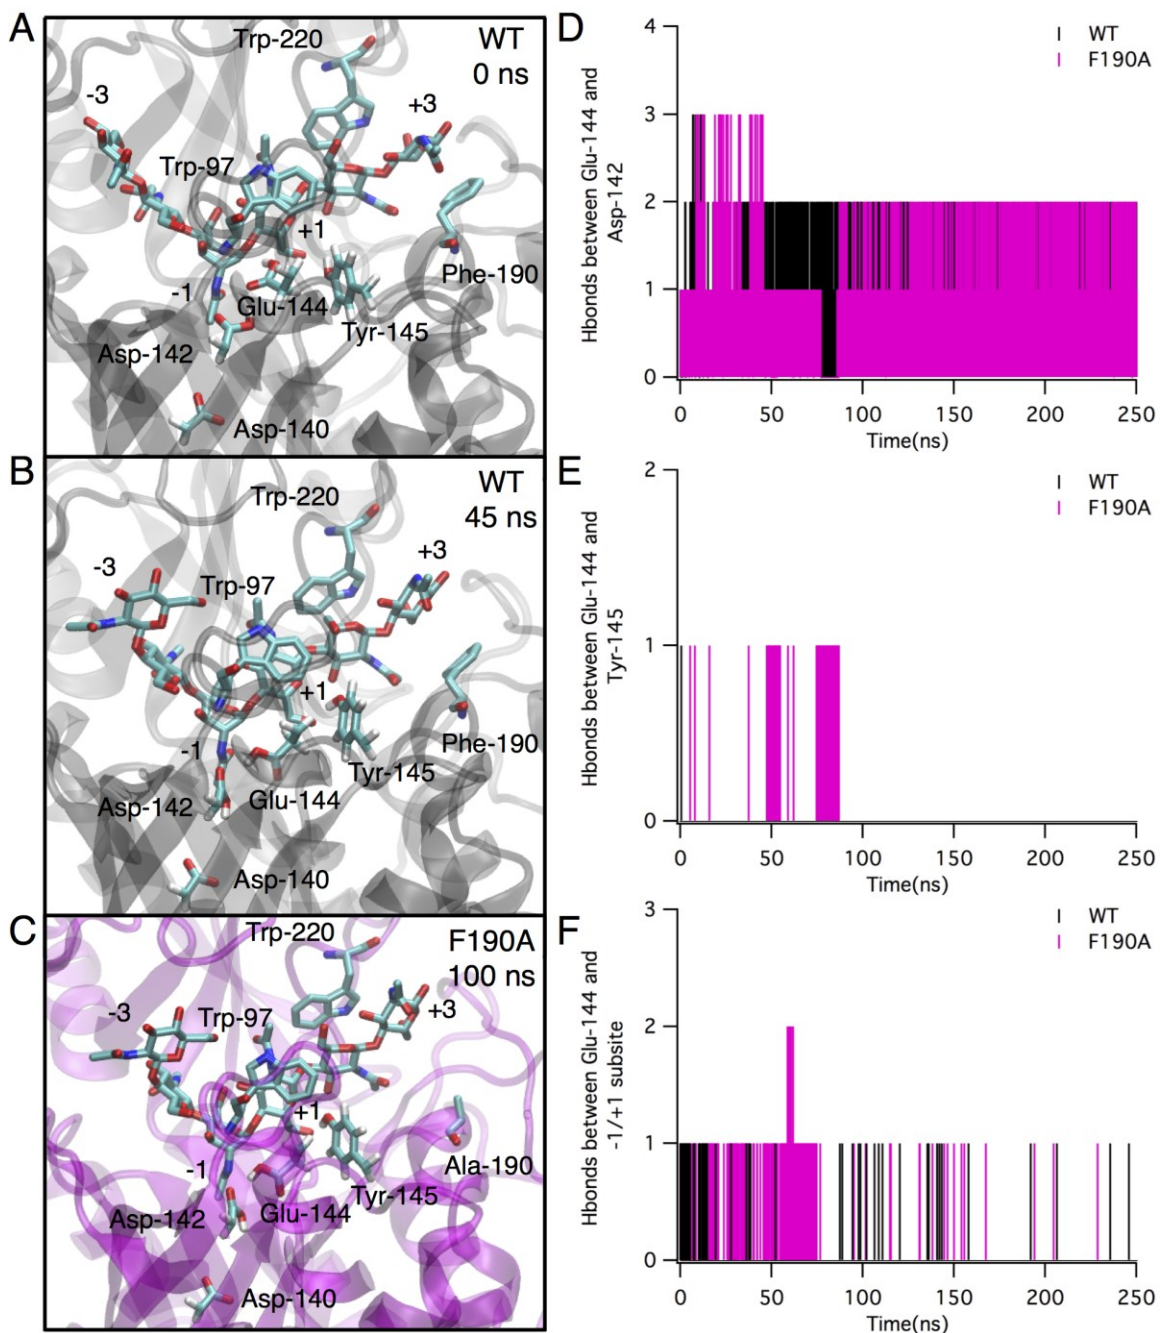 A
WT
0 ns
Trp-220
-3
+3
Trp-97
+1
Phe-190
-1
Glu-144
Tyr-145
Asp-142
Asp-140
B
WT
45 ns
Trp-220
-3
+3
Trp-97
+1
Phe-190
-1
Tyr-145
Asp-142
Glu-144
Asp-140
C
F190A
100 ns
Trp-220
-3
+3
Trp-97
+1
Ala-190
-1
Tyr-145
Glu-144
Asp-142
Asp-140
D
WT
F190A
Hbonds between Glu-144 and
Asp-142
4
3
2
1
0
0 50 100 150 200 250
Time(ns)
E
WT
F190A
Hbonds between Glu-144 and
Tyr-145
2
1
0
0 50 100 150 200 250
Time(ns)
F
WT
F190A
Hbonds between Glu-144 and
-1/+1 subsite
3
2
1
0
0 50 100 150 200 250
Time(ns)